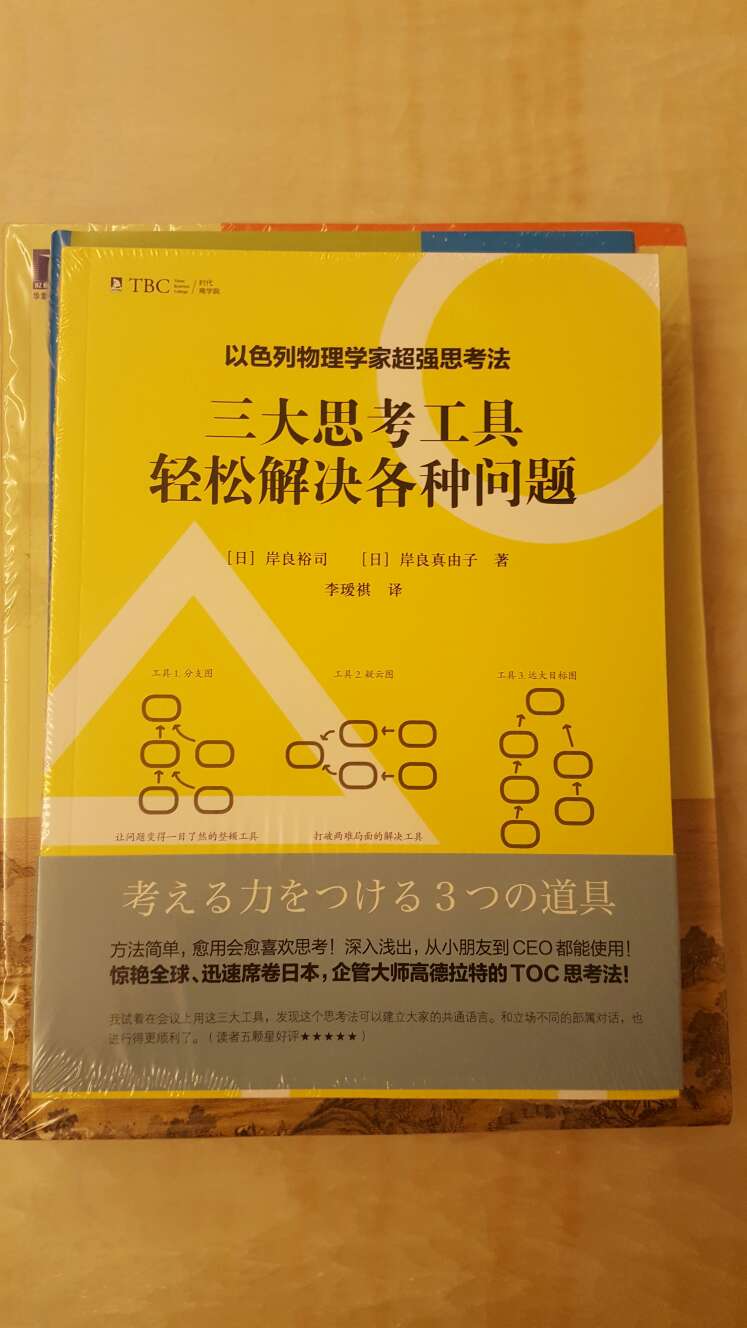 TBC Times Business College / 时代商学院
以色列物理学家超强思考法
三大思考工具
轻松解决各种问题
[日] 岸良裕司 [日] 岸良真由子 著
李瑷祺 译
工具1.分支图
工具2.疑云图
工具3.远大目标图
让问题变得一目了然的整顿工具
打破两难局面的解决工具
考える力をつける3つの道具
方法简单，愈用会愈喜欢思考！深入浅出，从小朋友到CEO都能使用！
惊艳全球、迅速席卷日本，企管大师高德拉特的TOC思考法！
我试着在会议上用这三大工具，发现这个思考法可以建立大家的共通语言。和立场不同的部属对话，也
进行得更顺利了。（读者五颗星好评★★★★★）